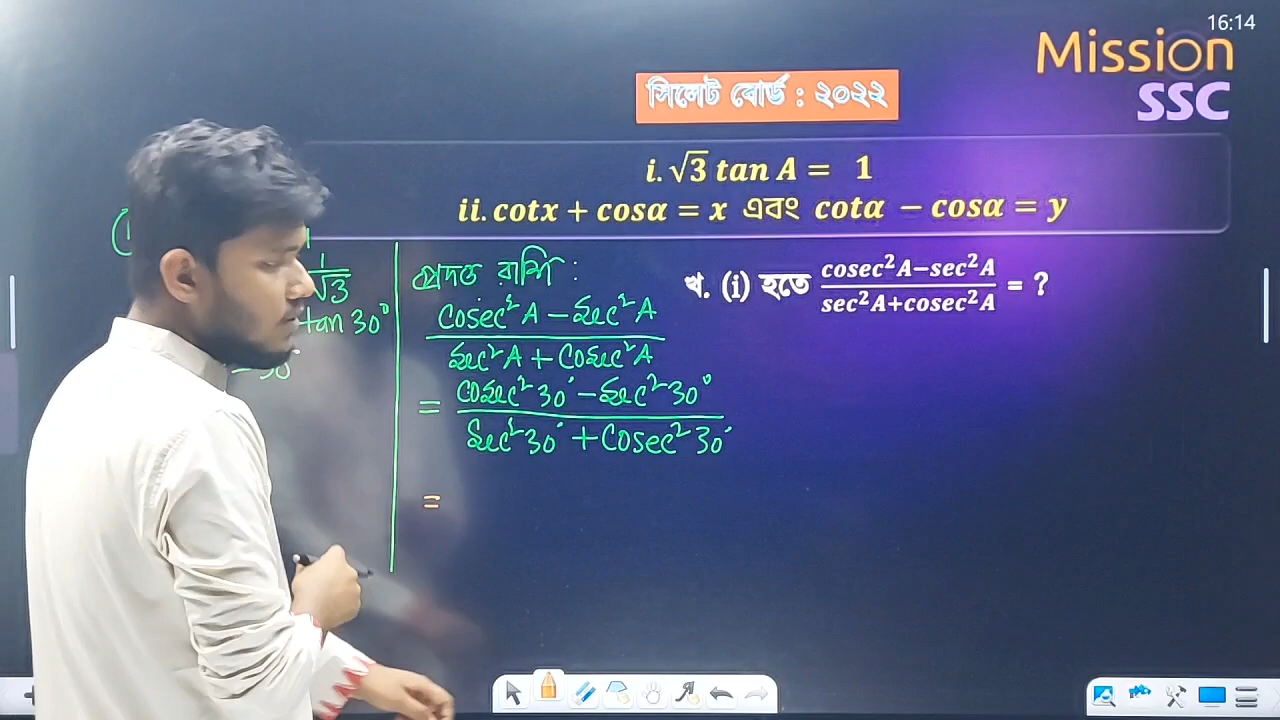 16:14
Mission
SSC
সিলেট বোর্ড : ২০২২
i. √3 tan A = 1
ii. cotx + cosα = x এবং cotα − cosα = y
খ. (i) হতে (cosec²A−sec²A)/(sec²A+cosec²A) = ?
1/√3
tan 30°
30°
প্রদত্ত রাশি :
cosec²A − sec²A
sec²A + cosec²A
= cosec²30° − sec²30°
sec²30° + cosec²30°
=